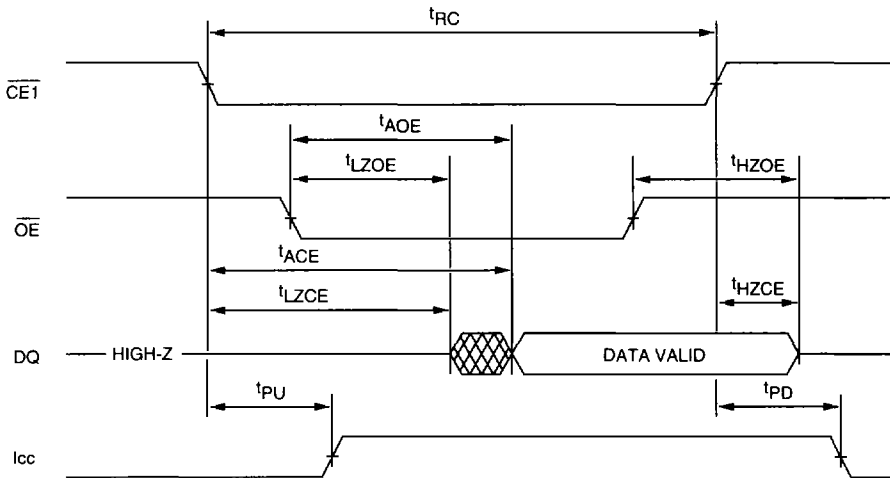 tRC
CE1
tAOE
tLZOE
tHZOE
OE
tACE
tLZCE
tHZCE
DQ HIGH-Z DATA VALID
tPU
tPD
Icc